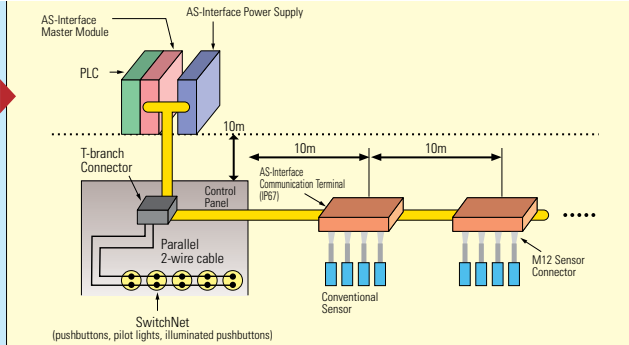 AS-Interface
Master Module
AS-Interface Power Supply
PLC
10m
10m
10m
T-branch
Connector
AS-Interface
Communication Terminal
(IP67)
Control
Panel
Parallel
2-wire cable
M12 Sensor
Connector
Conventional
Sensor
SwitchNet
(pushbuttons, pilot lights, illuminated pushbuttons)